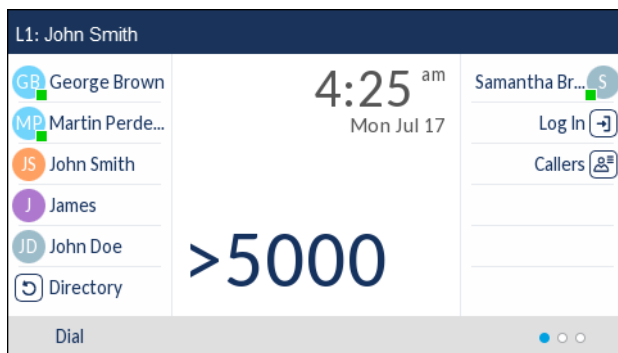 L1: John Smith
GB George Brown
MP Martin Perde...
JS John Smith
J James
JD John Doe
Directory
4:25 am
Mon Jul 17
>5000
Samantha Br... S
Log In
Callers
Dial